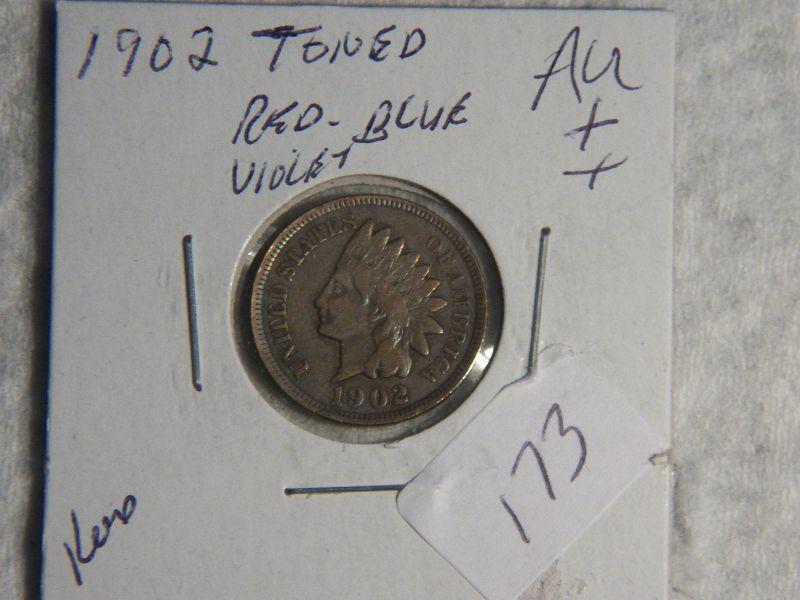 1902 TONED
AU
RED-BLUE
++
VIOLET
UNITED STATES OF AMERICA
1902
173